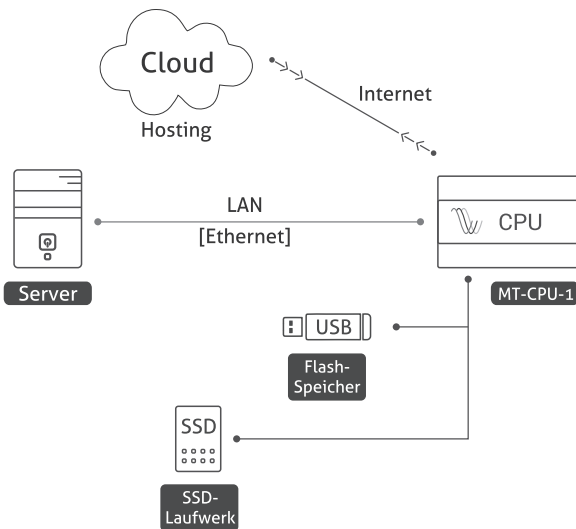 Cloud
Hosting
Internet
LAN
[Ethernet]
CPU
Server
MT-CPU-1
USB
Flash-
Speicher
SSD
SSD-
Laufwerk